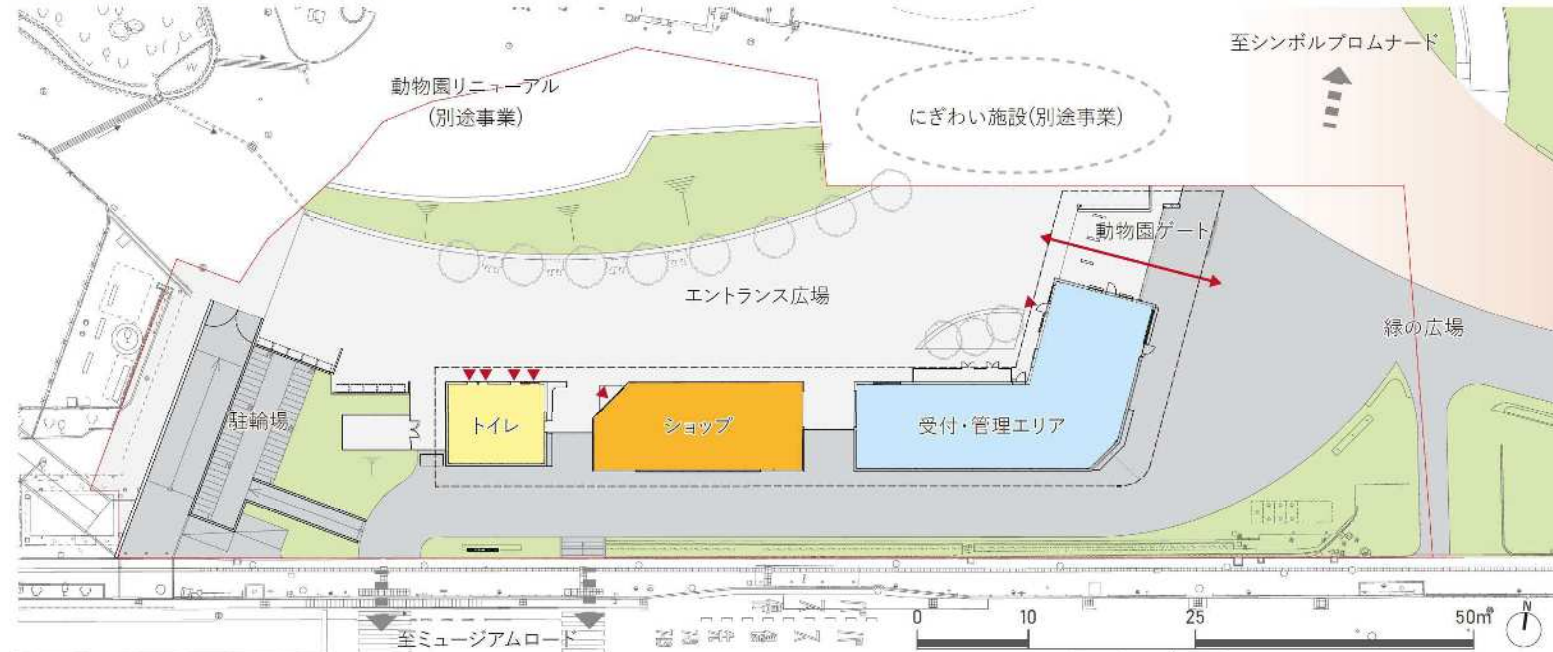 至シンボルプロムナード
動物園リニューアル
(別途事業)
にぎわい施設(別途事業)
動物園ゲート
エントランス広場
緑の広場
駐輪場
トイレ
ショップ
受付・管理エリア
至ミュージアムロード
0 10 25 50m
N